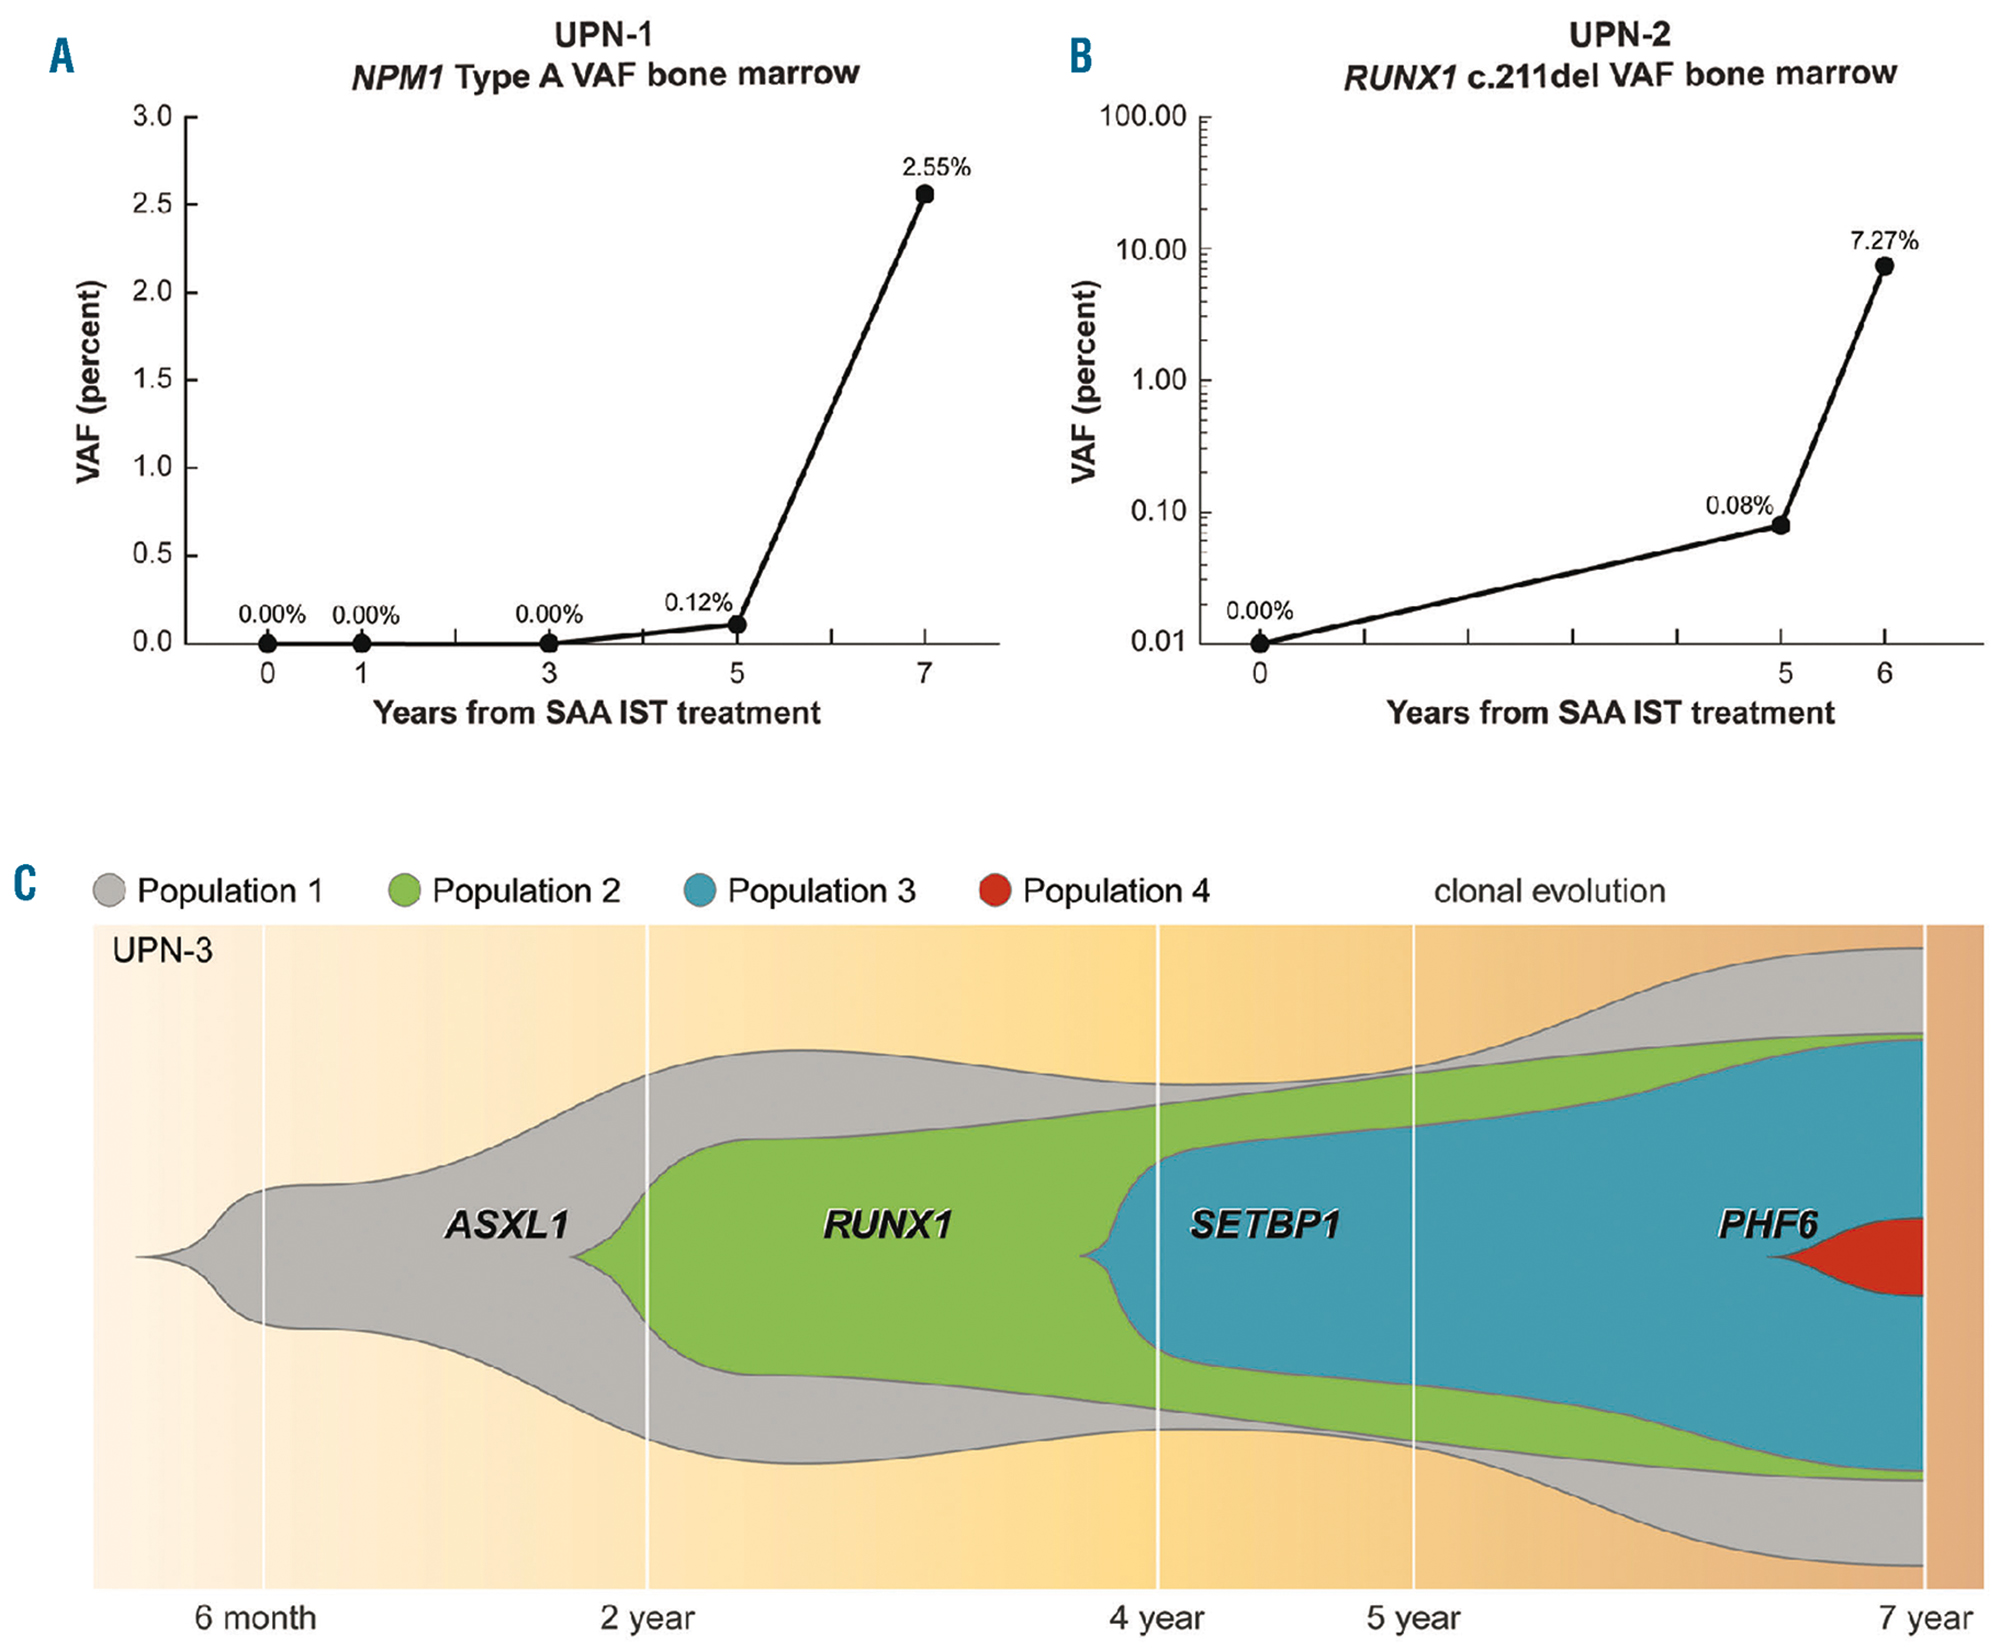 A
UPN-1
NPM1 Type A VAF bone marrow
VAF (percent)
3.0
2.5
2.0
1.5
1.0
0.5
0.0
0.00%
0.00%
0.00%
0.12%
2.55%
0
1
3
5
7
Years from SAA IST treatment
B
UPN-2
RUNX1 c.211del VAF bone marrow
VAF (percent)
100.00
10.00
1.00
0.10
0.01
0.00%
0.08%
7.27%
0
5
6
Years from SAA IST treatment
C
Population 1
Population 2
Population 3
Population 4
clonal evolution
UPN-3
ASXL1
RUNX1
SETBP1
PHF6
6 month
2 year
4 year
5 year
7 year